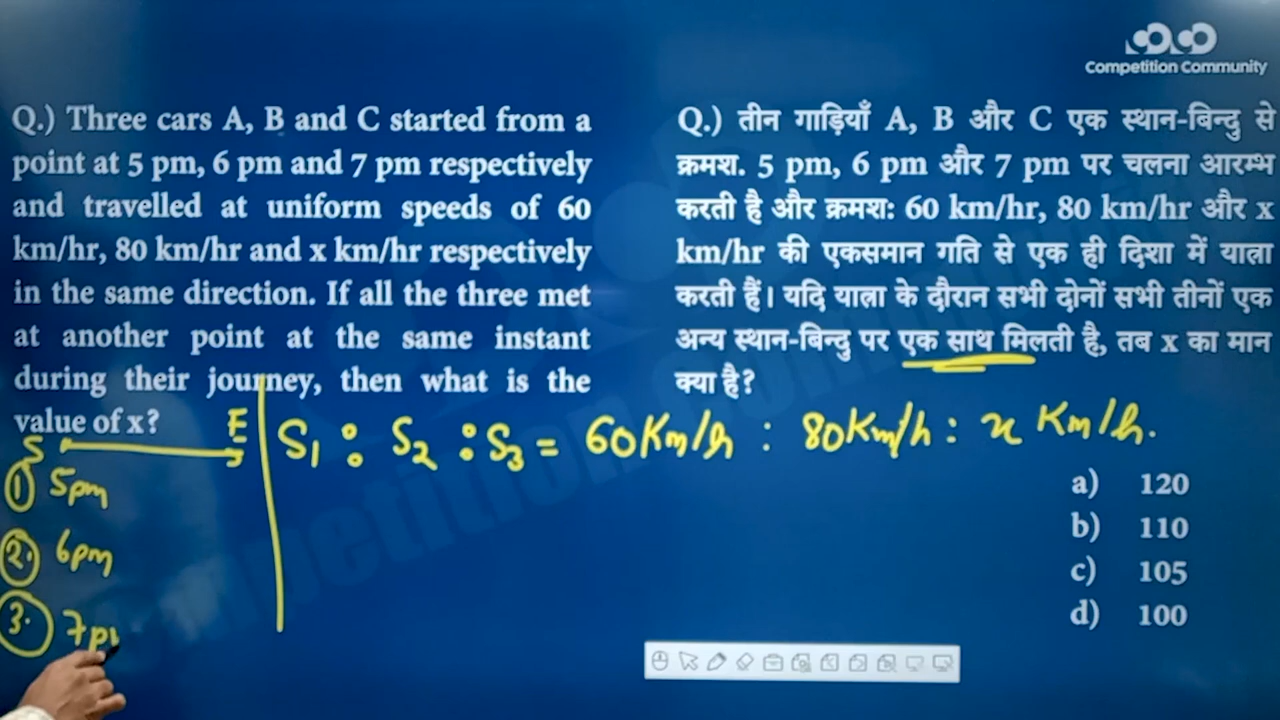 Competition Community
Q.) Three cars A, B and C started from a
point at 5 pm, 6 pm and 7 pm respectively
and travelled at uniform speeds of 60
km/hr, 80 km/hr and x km/hr respectively
in the same direction. If all the three met
at another point at the same instant
during their journey, then what is the
value of x?
Q.) तीन गाड़ियाँ A, B और C एक स्थान-बिन्दु से
क्रमश. 5 pm, 6 pm और 7 pm पर चलना आरम्भ
करती है और क्रमश: 60 km/hr, 80 km/hr और x
km/hr की एकसमान गति से एक ही दिशा में यात्रा
करती हैं। यदि यात्रा के दौरान सभी दोनों सभी तीनों एक
अन्य स्थान-बिन्दु पर एक साथ मिलती है, तब x का मान
क्या है?
S E
S₁ : S₂ : S₃ = 60Km/h : 80Km/h : x Km/h.
① 5pm
②. 6pm
③. 7p
a) 120
b) 110
c) 105
d) 100